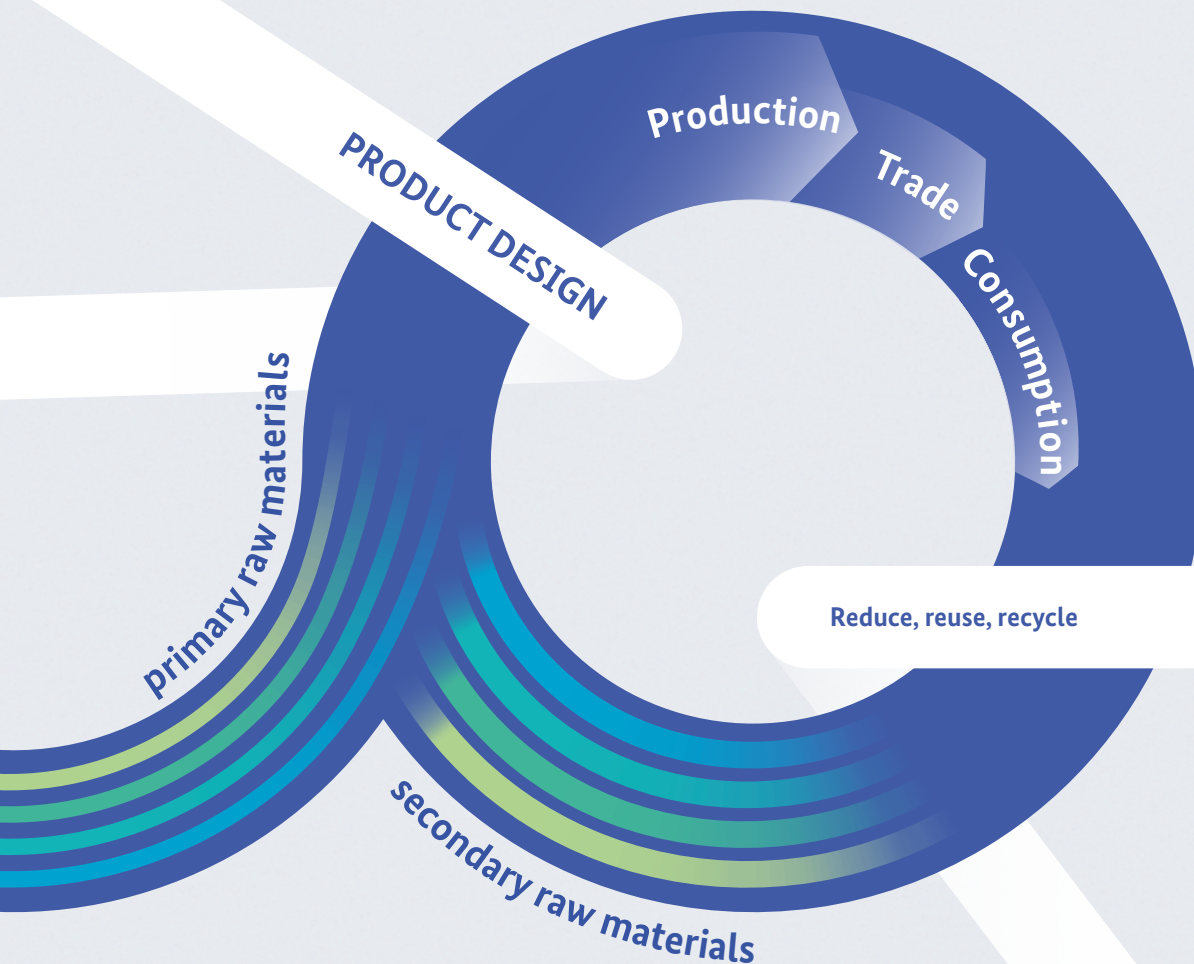 PRODUCT DESIGN
Production
Trade
Consumption
Reduce, reuse, recycle
primary raw materials
secondary raw materials